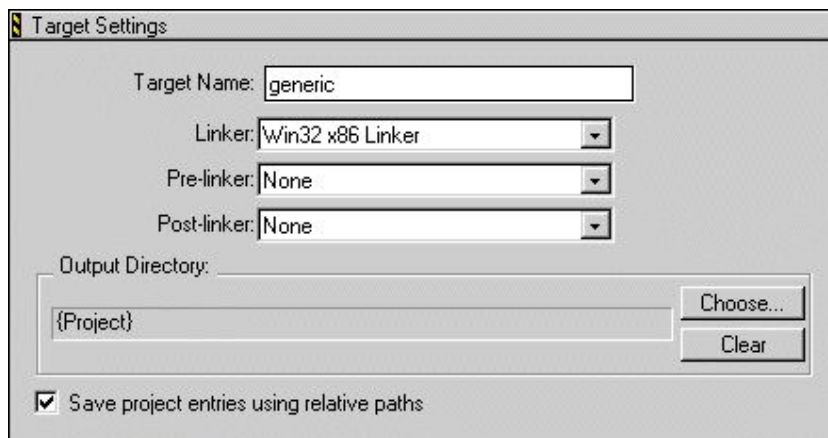 Target Settings
Target Name: generic
Linker: Win32 x86 Linker
Pre-linker: None
Post-linker: None
Output Directory:
{Project}
Choose...
Clear
Save project entries using relative paths